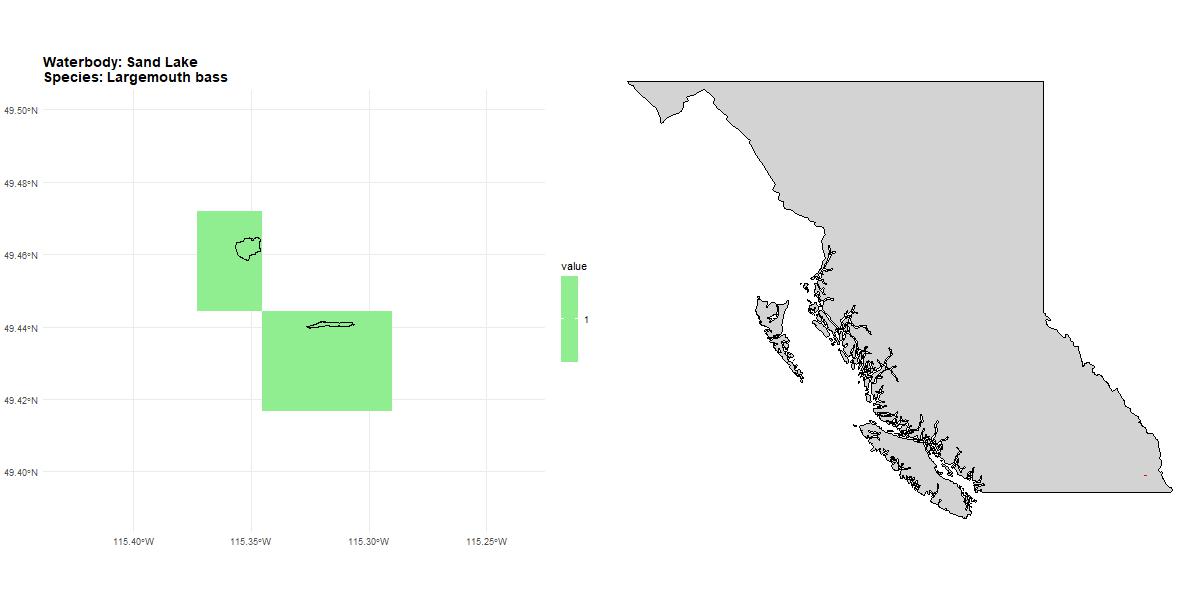 Waterbody: Sand Lake
Species: Largemouth bass
49.50°N
49.48°N
49.46°N
49.44°N
49.42°N
49.40°N
115.40°W
115.35°W
115.30°W
115.25°W
value
1